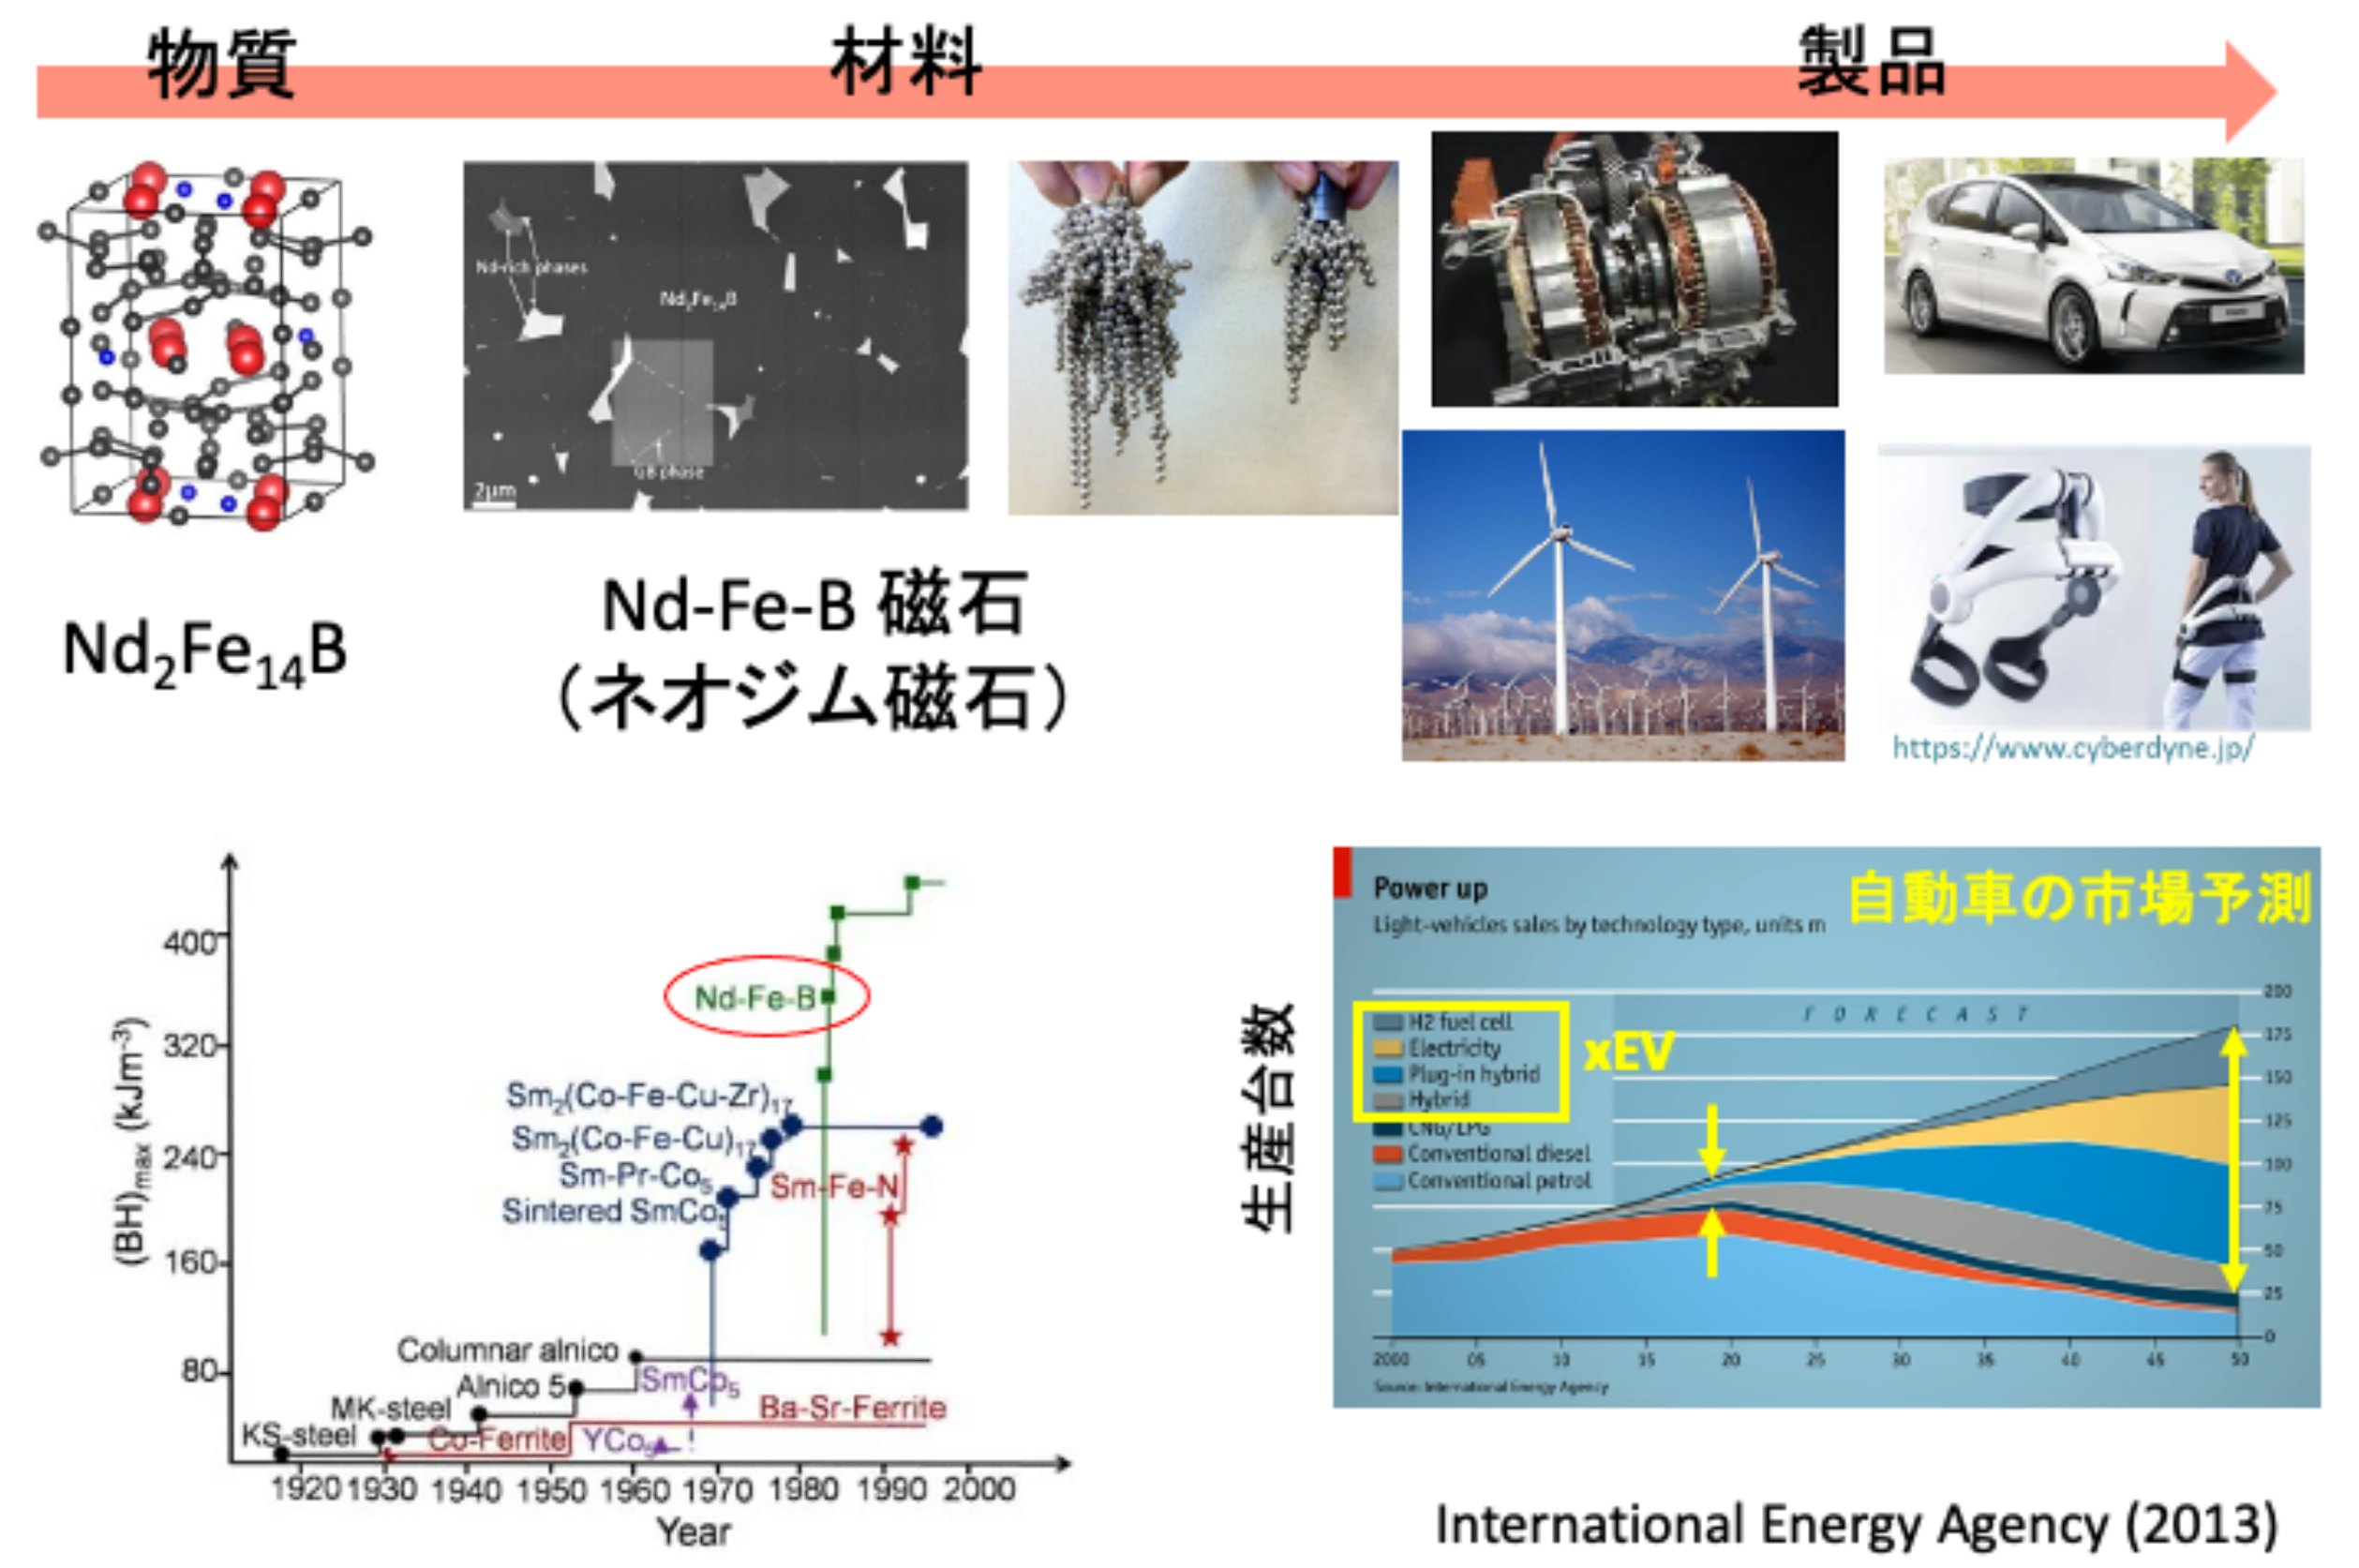 物質
材料
製品
Nd-rich phases
Nd₂Fe₁₄B
GB phase
2μm
Nd₂Fe₁₄B
Nd-Fe-B 磁石
（ネオジム磁石）
https://www.cyberdyne.jp/
(BH)max (kJm⁻³)
400
320
240
160
80
Nd-Fe-B
Sm₂(Co-Fe-Cu-Zr)₁₇
Sm₂(Co-Fe-Cu)₁₇
Sm-Pr-Co₅
Sintered SmCo₅
Sm-Fe-N
Columnar alnico
Alnico 5
SmCo₅
MK-steel
Ba-Sr-Ferrite
KS-steel
Co-Ferrite
YCo₅
1920 1930 1940 1950 1960 1970 1980 1990 2000
Year
生産台数
Power up
自動車の市場予測
Light-vehicles sales by technology type, units m
FORECAST
H2 fuel cell
Electricity
Plug-in hybrid
Hybrid
CNG/LPG
Conventional diesel
Conventional petrol
xEV
200
175
150
125
100
75
50
25
0
2000 05 10 15 20 25 30 35 40 45 50
Source: International Energy Agency
International Energy Agency (2013)